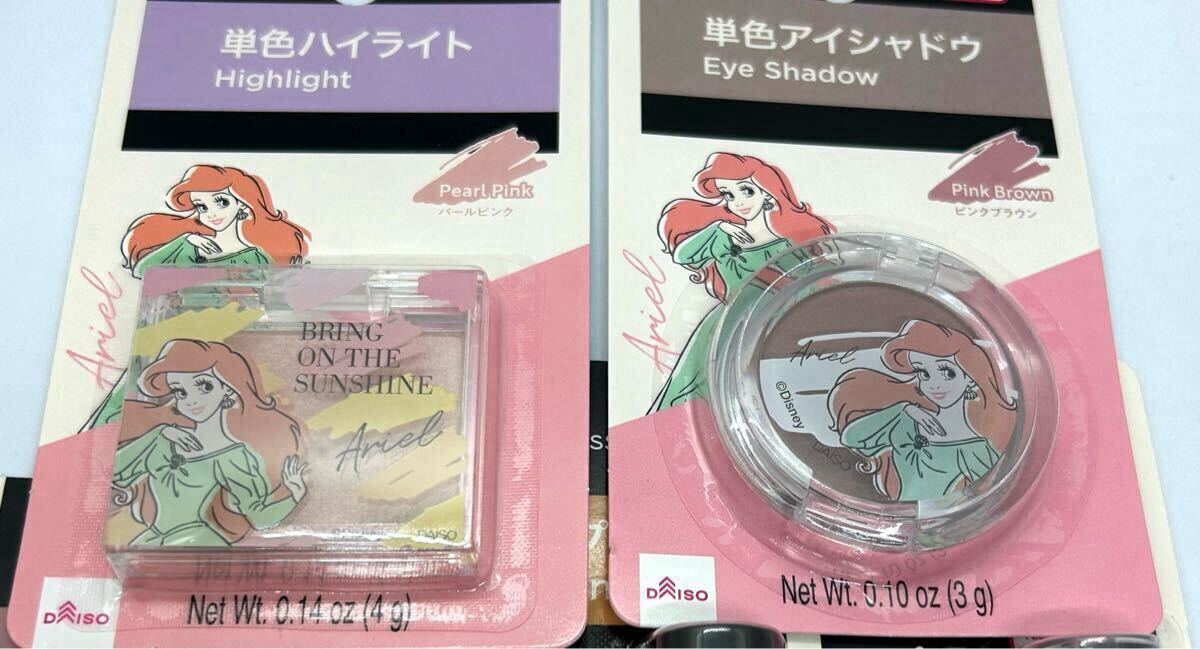 単色ハイライト
Highlight
Pearl Pink
パールピンク
Ariel
BRING
ON THE
SUNSHINE
Ariel
DAISO
DAISO
Net Wt. 0.14 oz (4 g)
単色アイシャドウ
Eye Shadow
Pink Brown
ピンクブラウン
Ariel
Ariel
©Disney
DAISO
DAISO
Net Wt. 0.10 oz (3 g)